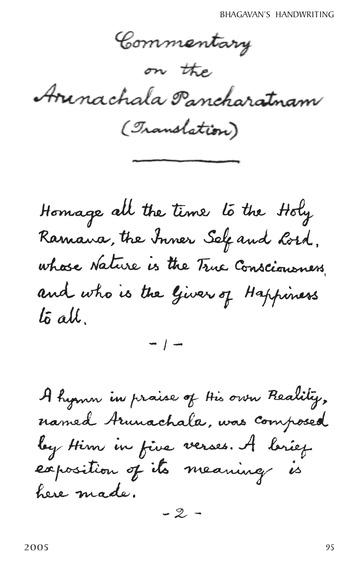 BHAGAVAN'S HANDWRITING
Commentary
on the
Arunachala Pancharatnam
(Translation)
Homage all the time to the Holy
Ramana, the Inner Self and Lord,
whose Nature is the True Consciousness,
and who is the Giver of Happiness
to all.
- 1 -
A hymn in praise of His own Reality,
named Arunachala, was composed
by Him in five verses. A brief
exposition of its meaning is
here made.
- 2 -
2005 95